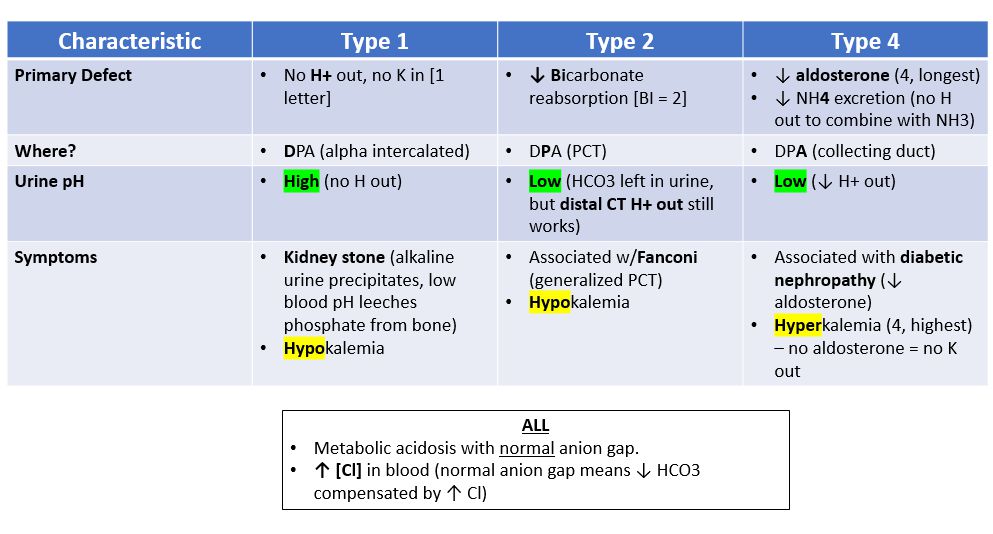 Characteristic Type 1 Type 2 Type 4
Primary Defect
• No H+ out, no K in [1
letter]
• ↓ Bicarbonate
reabsorption [BI = 2]
• ↓ aldosterone (4, longest)
• ↓ NH4 excretion (no H
out to combine with NH3)
Where?
• DPA (alpha intercalated)
• DPA (PCT)
• DPA (collecting duct)
Urine pH
• High (no H out)
• Low (HCO3 left in urine,
but distal CT H+ out still
works)
• Low (↓ H+ out)
Symptoms
• Kidney stone (alkaline
urine precipitates, low
blood pH leeches
phosphate from bone)
• Hypokalemia
• Associated w/Fanconi
(generalized PCT)
• Hypokalemia
• Associated with diabetic
nephropathy (↓
aldosterone)
• Hyperkalemia (4, highest)
– no aldosterone = no K
out
ALL
• Metabolic acidosis with normal anion gap.
• ↑ [Cl] in blood (normal anion gap means ↓ HCO3
compensated by ↑ Cl)